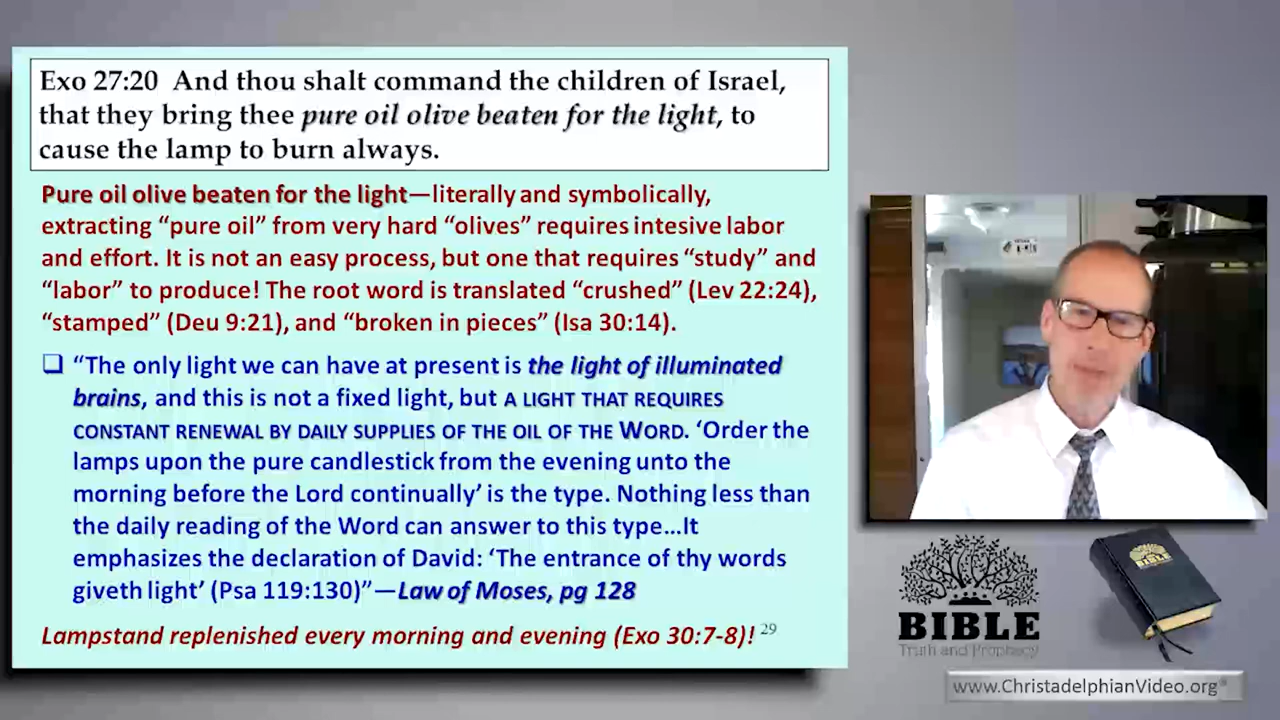 Exo 27:20 And thou shalt command the children of Israel,
that they bring thee pure oil olive beaten for the light, to
cause the lamp to burn always.
Pure oil olive beaten for the light—literally and symbolically,
extracting “pure oil” from very hard “olives” requires intesive labor
and effort. It is not an easy process, but one that requires “study” and
“labor” to produce! The root word is translated “crushed” (Lev 22:24),
“stamped” (Deu 9:21), and “broken in pieces” (Isa 30:14).
❑ “The only light we can have at present is the light of illuminated
brains, and this is not a fixed light, but A LIGHT THAT REQUIRES
CONSTANT RENEWAL BY DAILY SUPPLIES OF THE OIL OF THE WORD. ‘Order the
lamps upon the pure candlestick from the evening unto the
morning before the Lord continually’ is the type. Nothing less than
the daily reading of the Word can answer to this type…It
emphasizes the declaration of David: ‘The entrance of thy words
giveth light’ (Psa 119:130)”—Law of Moses, pg 128
Lampstand replenished every morning and evening (Exo 30:7-8)! 29
BIBLE
Truth and Prophecy
www.ChristadelphianVideo.org®